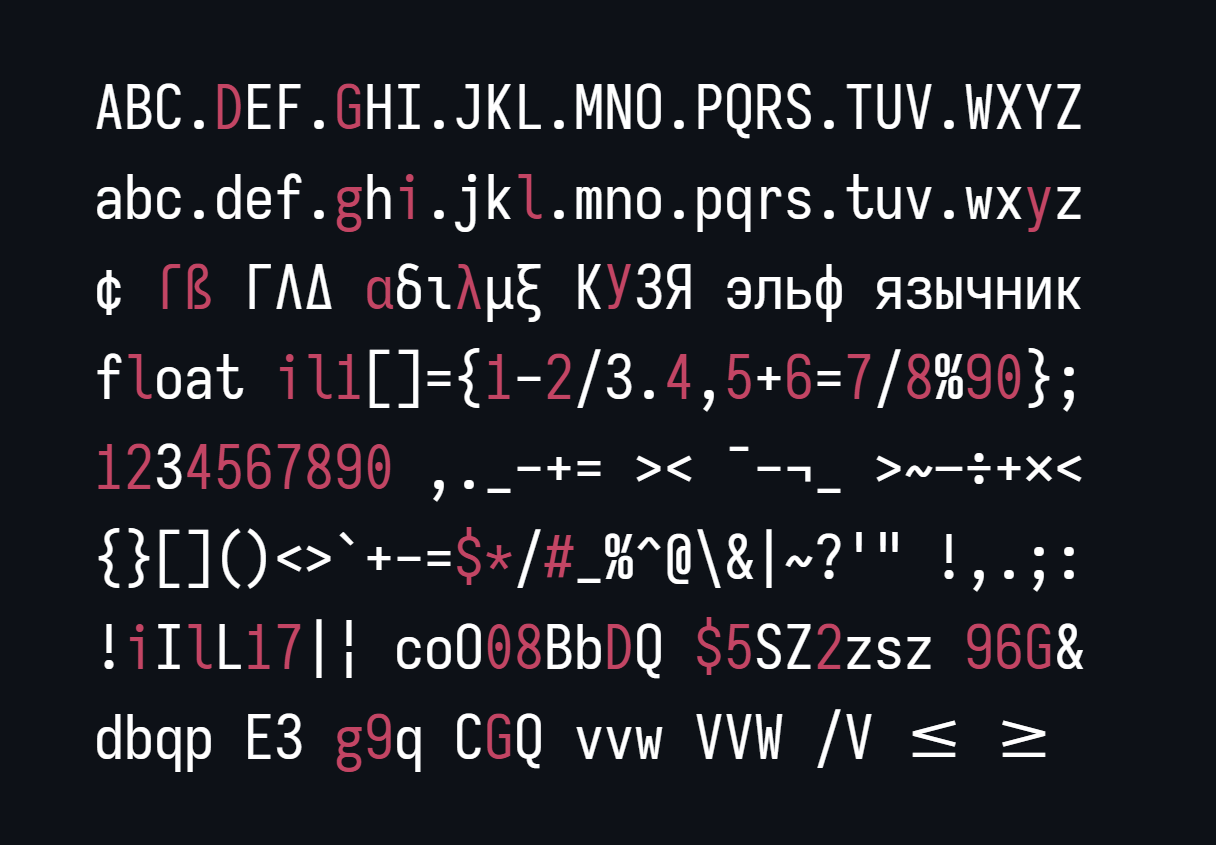 ABC.DEF.GHI.JKL.MNO.PQRS.TUV.WXYZ
abc.def.ghi.jkl.mno.pqrs.tuv.wxyz
¢ Γß ΓΛΔ αδιλμξ КУЗЯ эльф язычник
float il1[]={1-2/3.4,5+6=7/8%90};
1234567890 ,._-+= >< ¯-¬_ >~–÷+×<
{}[]()<>`+-=$*/#_%^@\&|~?'" !,.;:
!iIlL17|¦ coO08BbDQ $5SZ2zsz 96G&
dbqp E3 g9q CGQ vvw VVW /V ≤ ≥